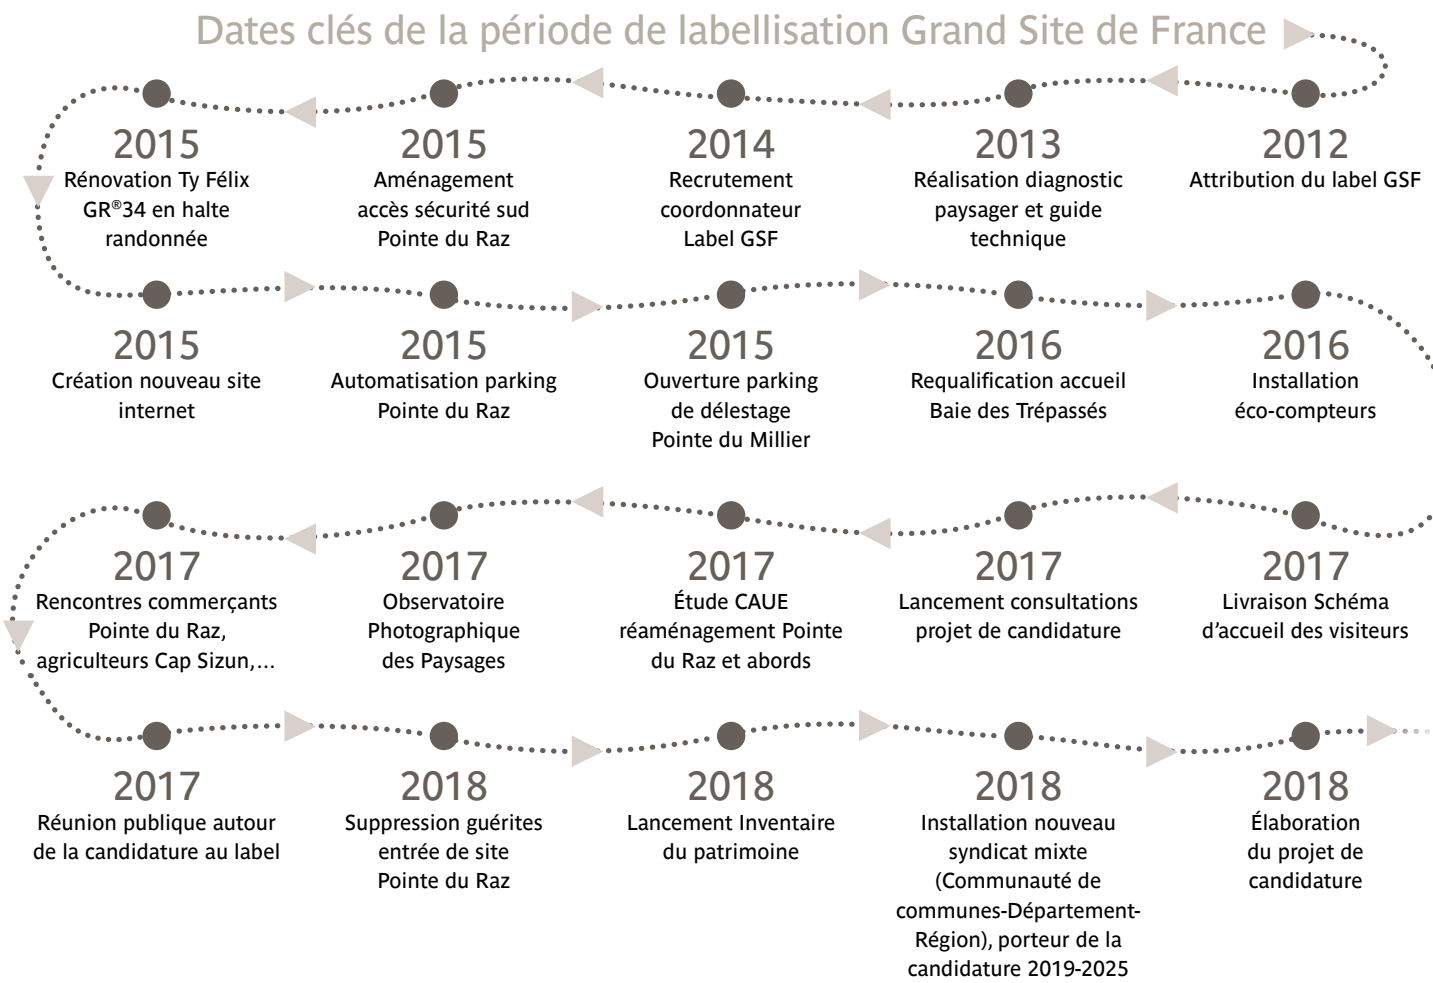 Dates clés de la période de labellisation Grand Site de France
2012
Attribution du label GSF
2013
Réalisation diagnostic
paysager et guide
technique
2014
Recrutement
coordonnateur
Label GSF
2015
Aménagement
accès sécurité sud
Pointe du Raz
2015
Rénovation Ty Félix
GR®34 en halte
randonnée
2015
Création nouveau site
internet
2015
Automatisation parking
Pointe du Raz
2015
Ouverture parking
de délestage
Pointe du Millier
2016
Requalification accueil
Baie des Trépassés
2016
Installation
éco-compteurs
2017
Livraison Schéma
d’accueil des visiteurs
2017
Lancement consultations
projet de candidature
2017
Étude CAUE
réaménagement Pointe
du Raz et abords
2017
Observatoire
Photographique
des Paysages
2017
Rencontres commerçants
Pointe du Raz,
agriculteurs Cap Sizun,...
2017
Réunion publique autour
de la candidature au label
2018
Suppression guérites
entrée de site
Pointe du Raz
2018
Lancement Inventaire
du patrimoine
2018
Installation nouveau
syndicat mixte
(Communauté de
communes-Département-
Région), porteur de la
candidature 2019-2025
2018
Élaboration
du projet de
candidature